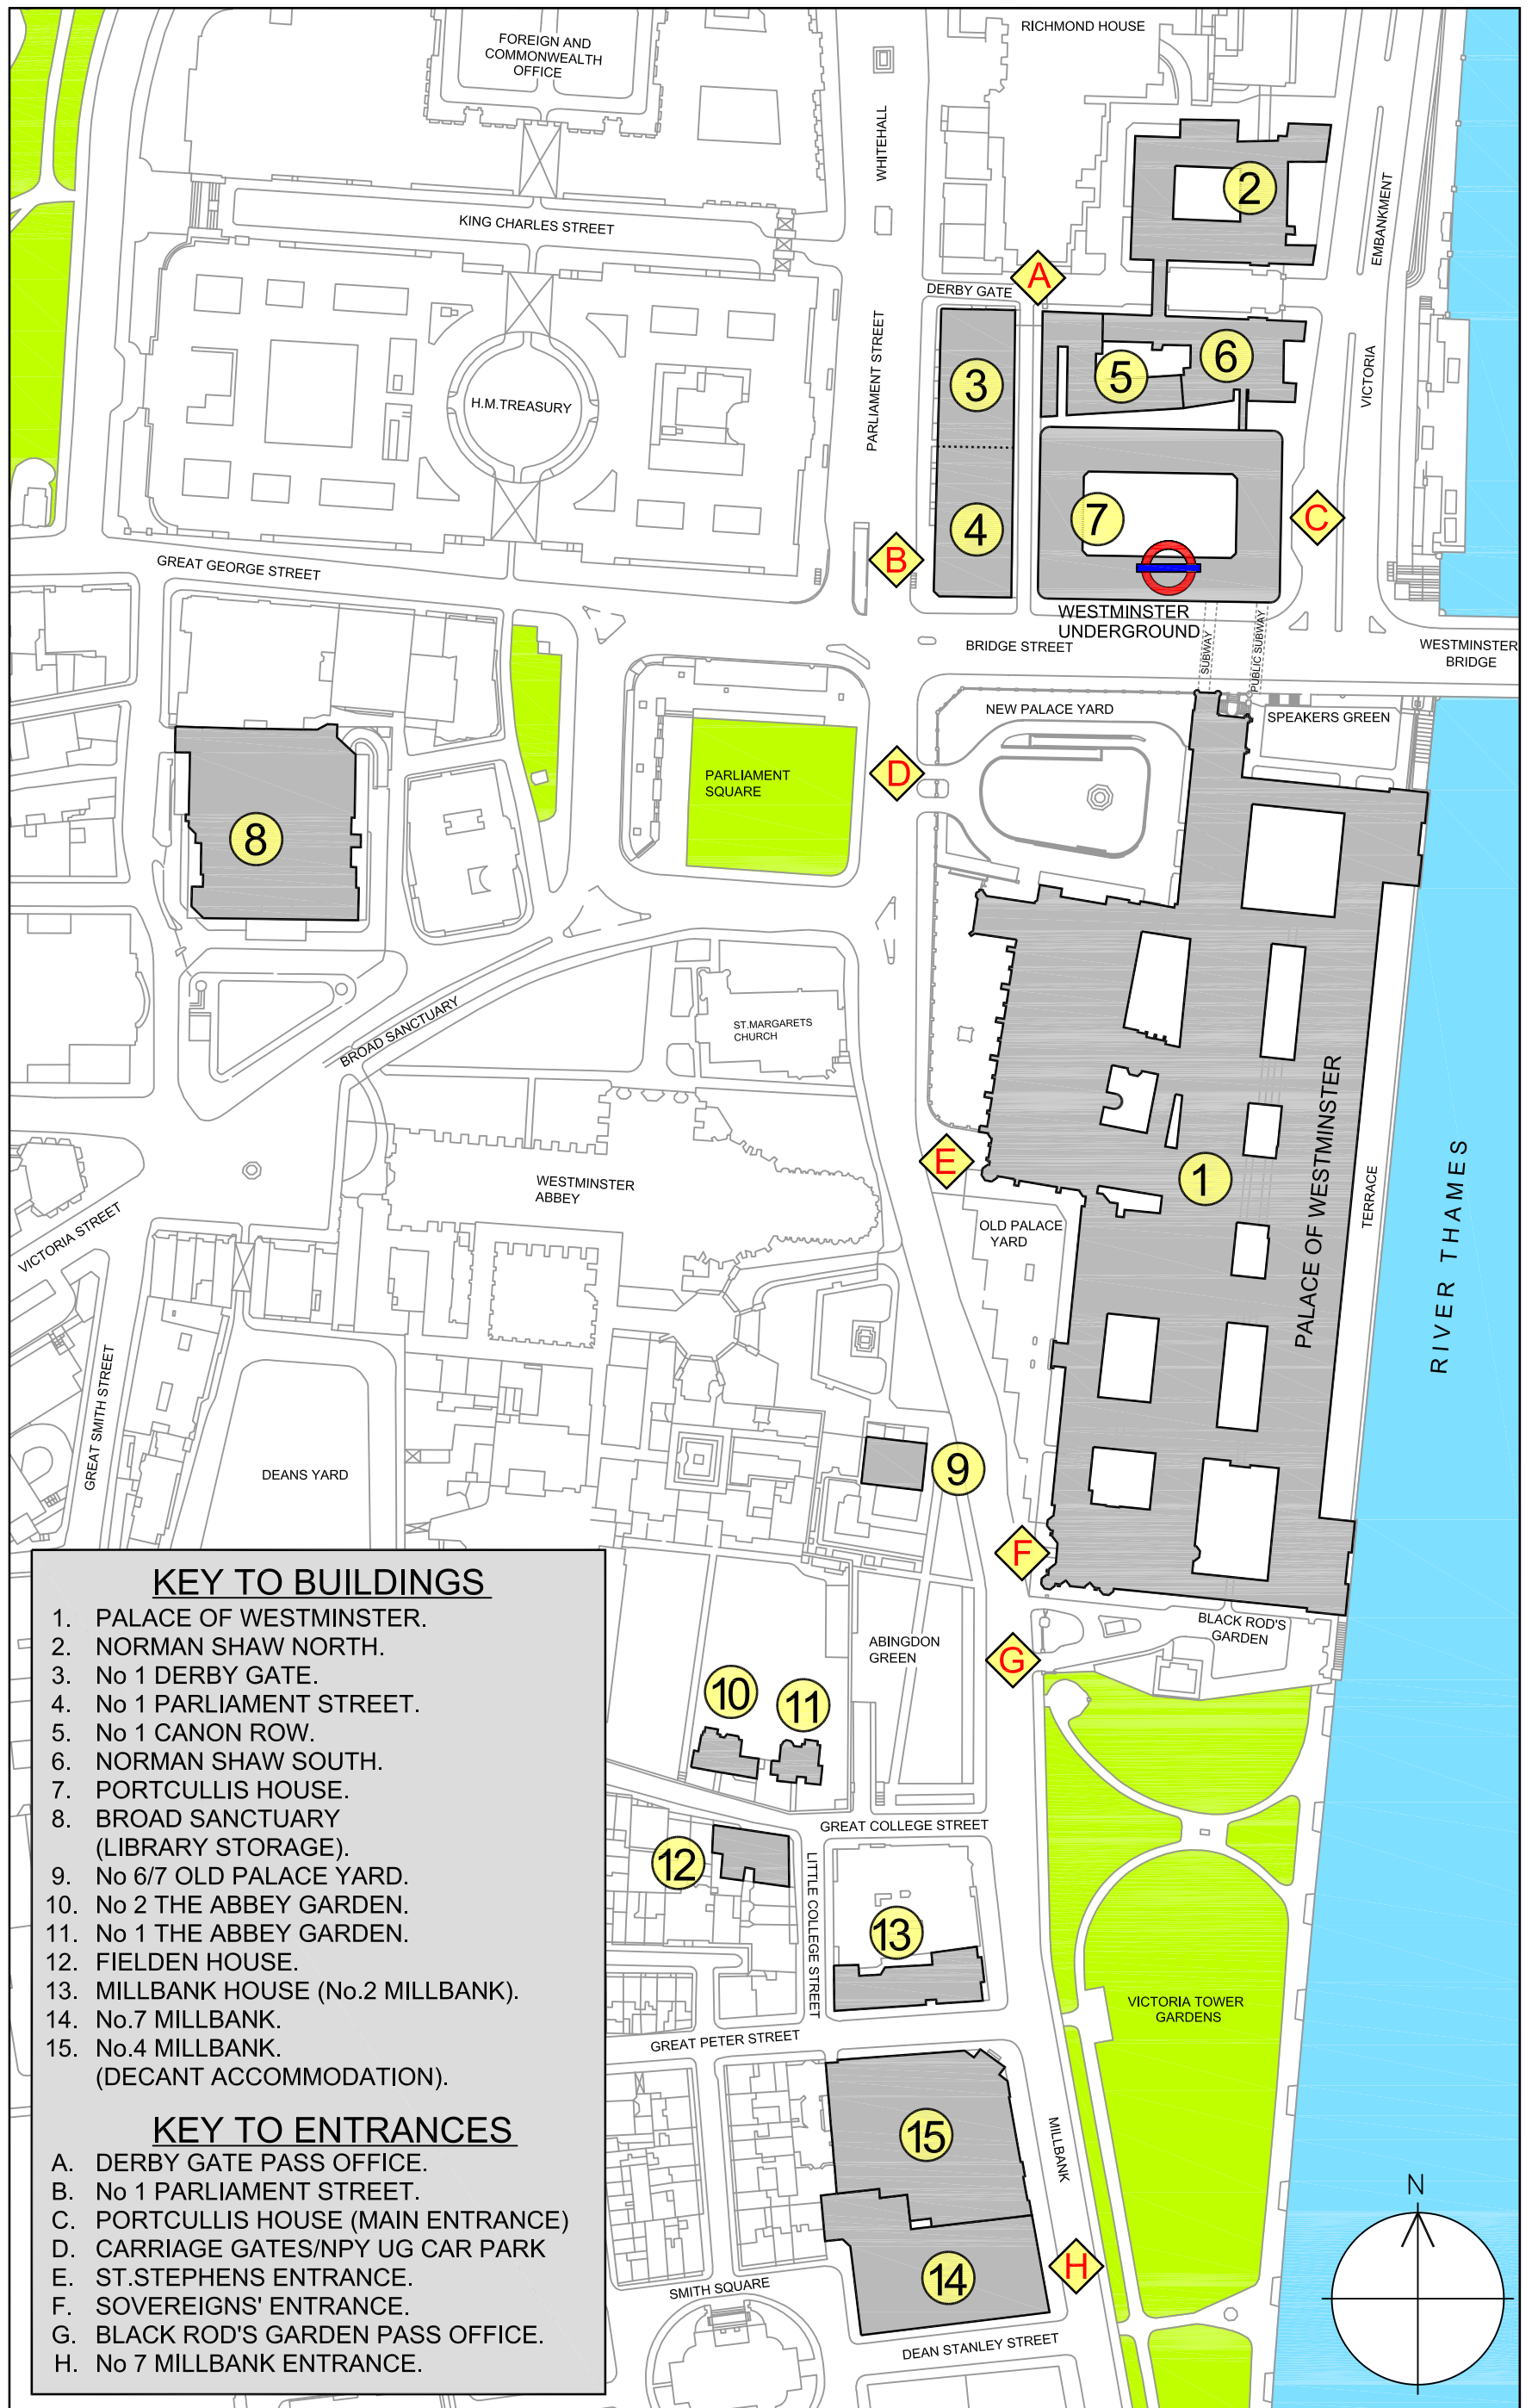 RICHMOND HOUSE
FOREIGN AND
COMMONWEALTH
OFFICE
WHITEHALL
2
EMBANKMENT
KING CHARLES STREET
A
DERBY GATE
PARLIAMENT STREET
3
5
6
VICTORIA
H.M.TREASURY
4
7
C
B
GREAT GEORGE STREET
WESTMINSTER
UNDERGROUND
BRIDGE STREET
SUBWAY
PUBLIC SUBWAY
WESTMINSTER
BRIDGE
NEW PALACE YARD
SPEAKERS GREEN
PARLIAMENT
SQUARE
D
8
BROAD SANCTUARY
ST.MARGARETS
CHURCH
PALACE OF WESTMINSTER
E
1
WESTMINSTER
ABBEY
TERRACE
RIVER THAMES
OLD PALACE
YARD
VICTORIA STREET
GREAT SMITH STREET
DEANS YARD
9
F
BLACK ROD'S
GARDEN
ABINGDON
GREEN
G
10
11
GREAT COLLEGE STREET
12
LITTLE COLLEGE STREET
13
VICTORIA TOWER
GARDENS
GREAT PETER STREET
15
MILLBANK
14
H
SMITH SQUARE
DEAN STANLEY STREET
N
KEY TO BUILDINGS
1. PALACE OF WESTMINSTER.
2. NORMAN SHAW NORTH.
3. No 1 DERBY GATE.
4. No 1 PARLIAMENT STREET.
5. No 1 CANON ROW.
6. NORMAN SHAW SOUTH.
7. PORTCULLIS HOUSE.
8. BROAD SANCTUARY
(LIBRARY STORAGE).
9. No 6/7 OLD PALACE YARD.
10. No 2 THE ABBEY GARDEN.
11. No 1 THE ABBEY GARDEN.
12. FIELDEN HOUSE.
13. MILLBANK HOUSE (No.2 MILLBANK).
14. No.7 MILLBANK.
15. No.4 MILLBANK.
(DECANT ACCOMMODATION).
KEY TO ENTRANCES
A. DERBY GATE PASS OFFICE.
B. No 1 PARLIAMENT STREET.
C. PORTCULLIS HOUSE (MAIN ENTRANCE)
D. CARRIAGE GATES/NPY UG CAR PARK
E. ST.STEPHENS ENTRANCE.
F. SOVEREIGNS' ENTRANCE.
G. BLACK ROD'S GARDEN PASS OFFICE.
H. No 7 MILLBANK ENTRANCE.